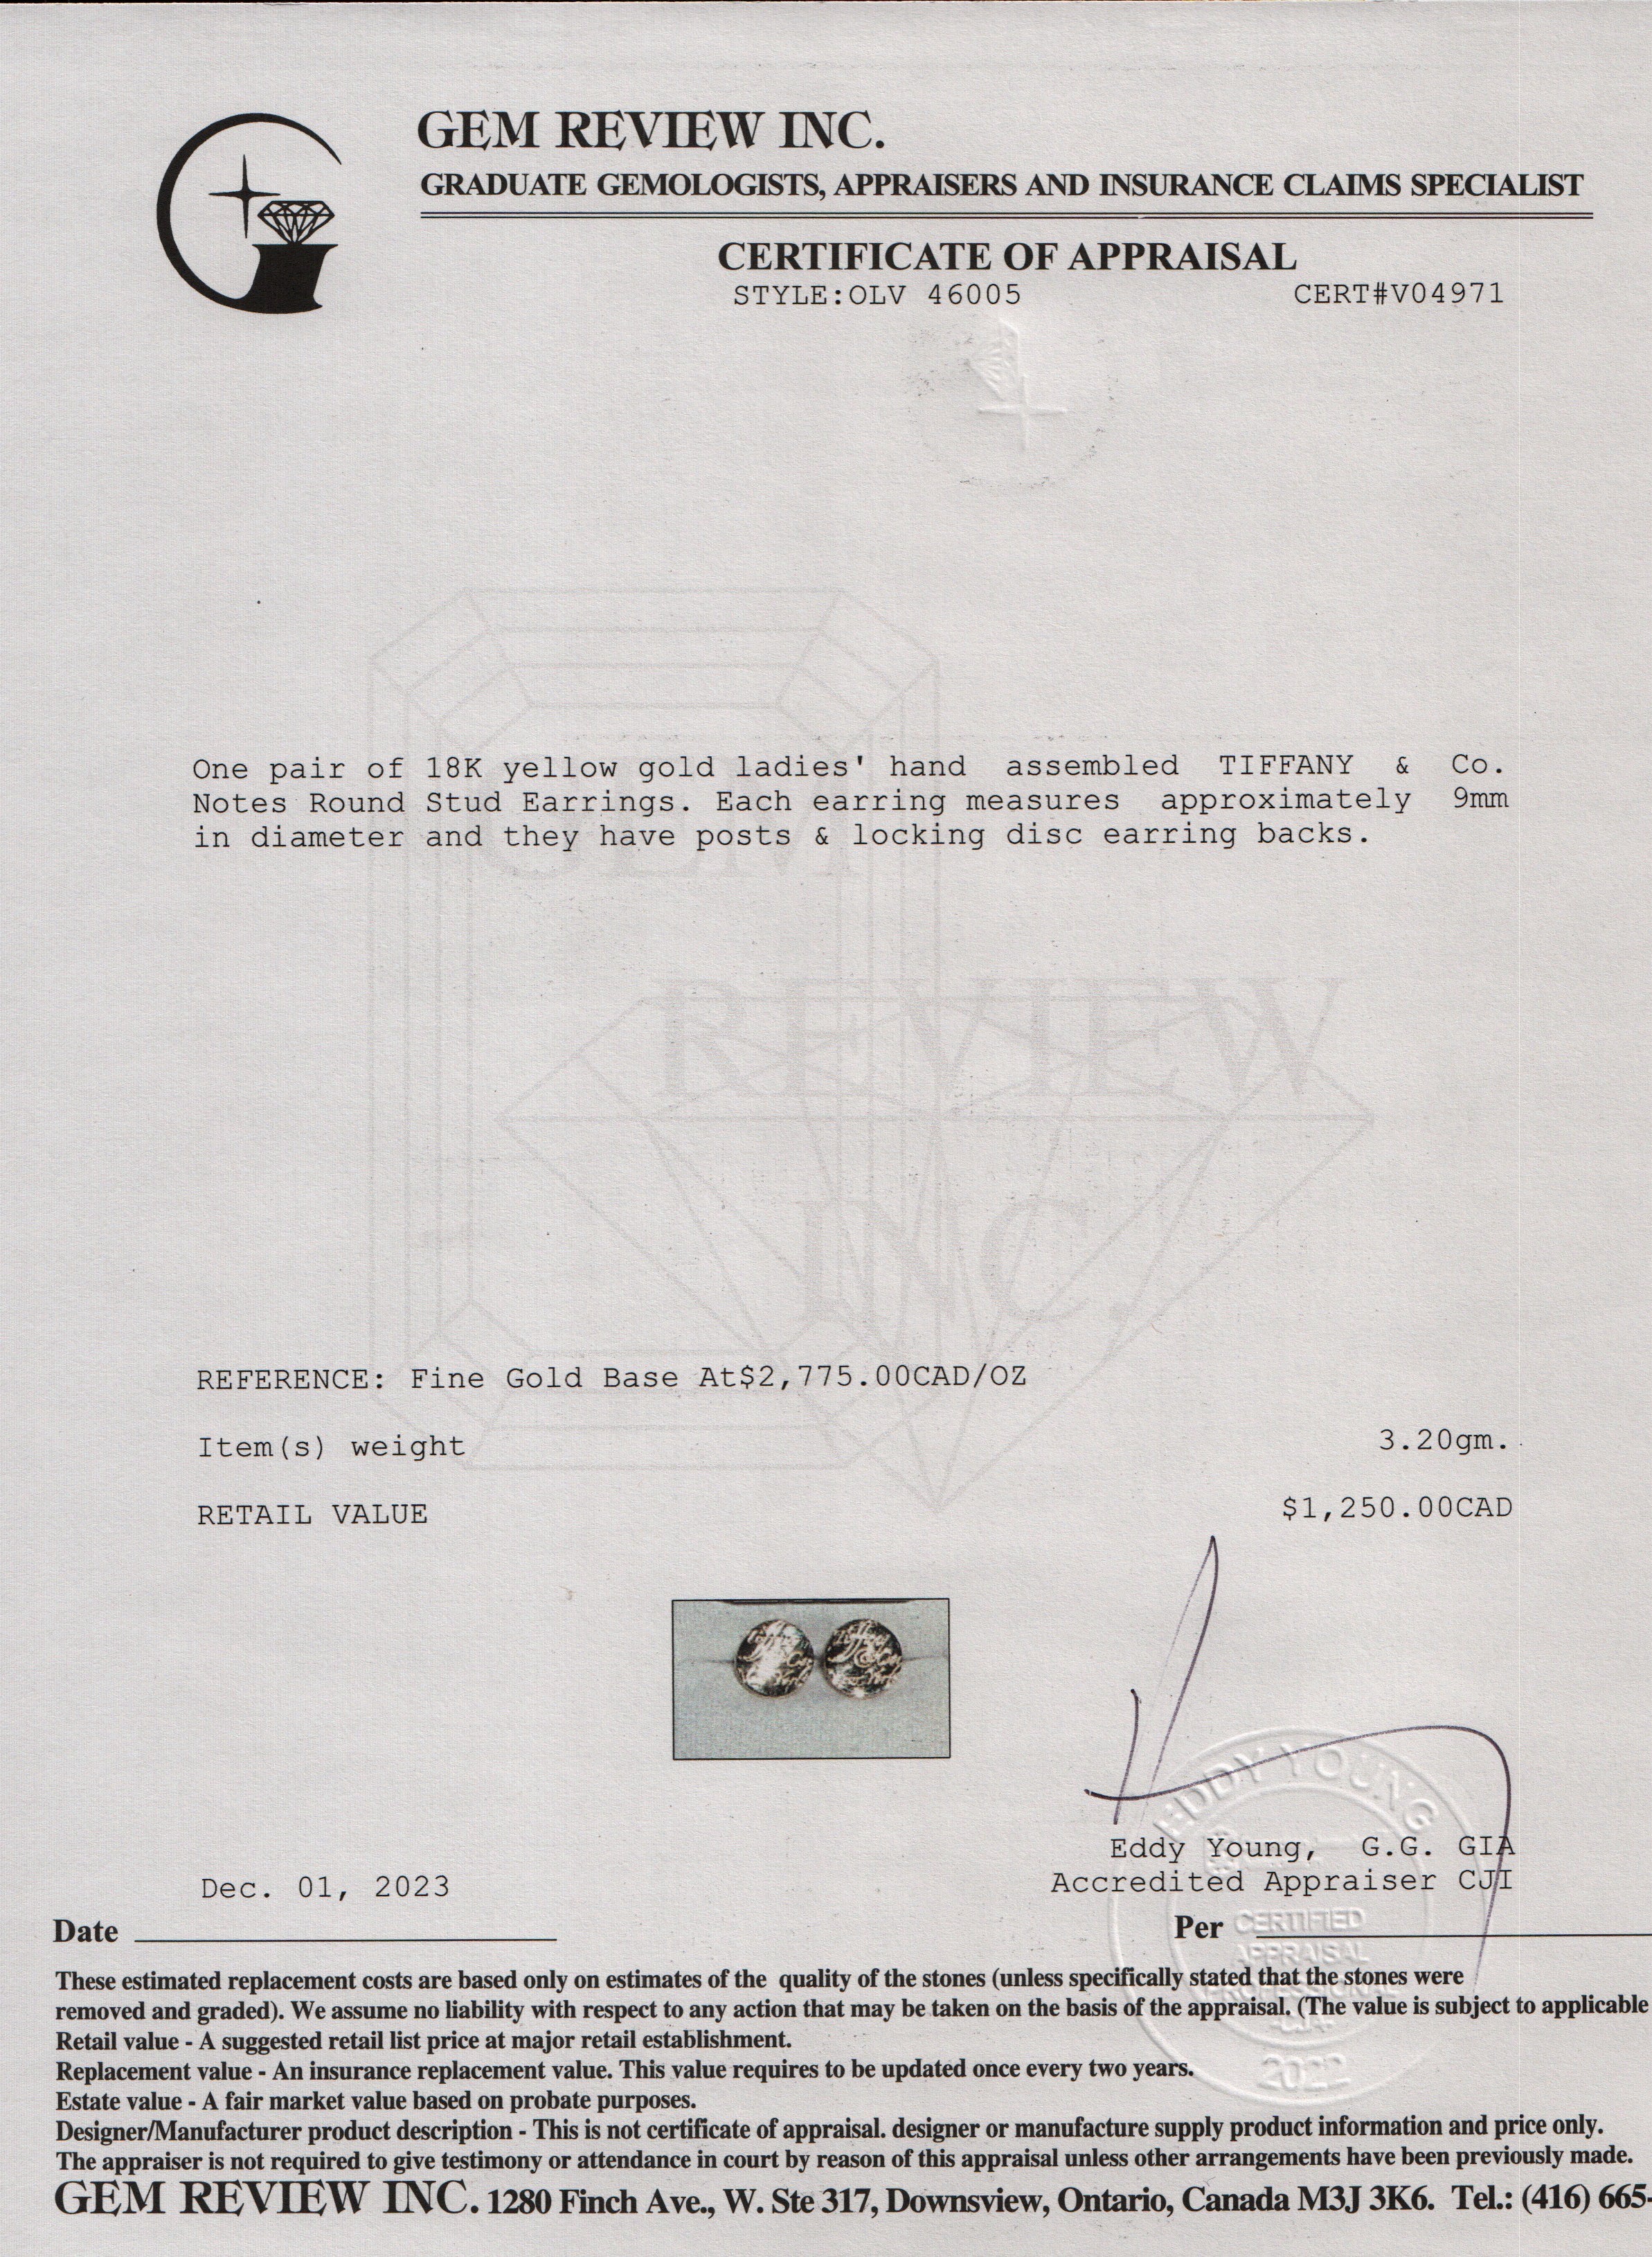 GEM REVIEW INC.
GRADUATE GEMOLOGISTS, APPRAISERS AND INSURANCE CLAIMS SPECIALIST
CERTIFICATE OF APPRAISAL
STYLE:OLV 46005 CERT#V04971
One pair of 18K yellow gold ladies' hand assembled TIFFANY & Co.
Notes Round Stud Earrings. Each earring measures approximately 9mm
in diameter and they have posts & locking disc earring backs.
GEM
REVIEW
INC.
REFERENCE: Fine Gold Base At$2,775.00CAD/OZ
Item(s) weight 3.20gm.
RETAIL VALUE $1,250.00CAD
EDDY YOUNG
Eddy Young, G.G. GIA
Accredited Appraiser CJI
Dec. 01, 2023
Date
Per
CERTIFIED
APPRAISAL
PROFESSIONAL
2022
These estimated replacement costs are based only on estimates of the quality of the stones (unless specifically stated that the stones were
removed and graded). We assume no liability with respect to any action that may be taken on the basis of the appraisal. (The value is subject to applicable
Retail value - A suggested retail list price at major retail establishment.
Replacement value - An insurance replacement value. This value requires to be updated once every two years.
Estate value - A fair market value based on probate purposes.
Designer/Manufacturer product description - This is not certificate of appraisal. designer or manufacture supply product information and price only.
The appraiser is not required to give testimony or attendance in court by reason of this appraisal unless other arrangements have been previously made.
GEM REVIEW INC. 1280 Finch Ave., W. Ste 317, Downsview, Ontario, Canada M3J 3K6. Tel.: (416) 665-